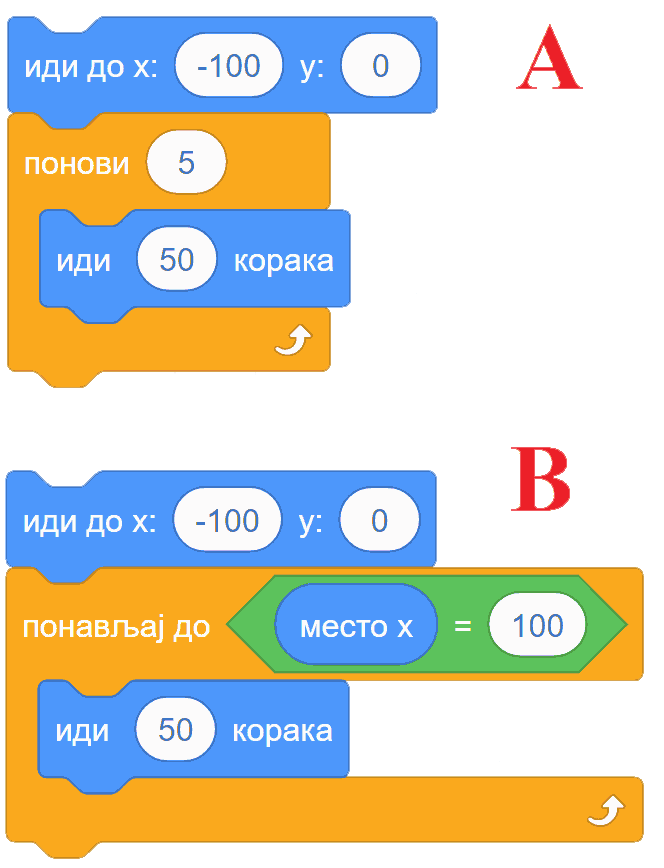 иди до x: -100 y: 0
A
понови 5
иди 50 корака
B
иди до x: -100 y: 0
понављај до место x = 100
иди 50 корака